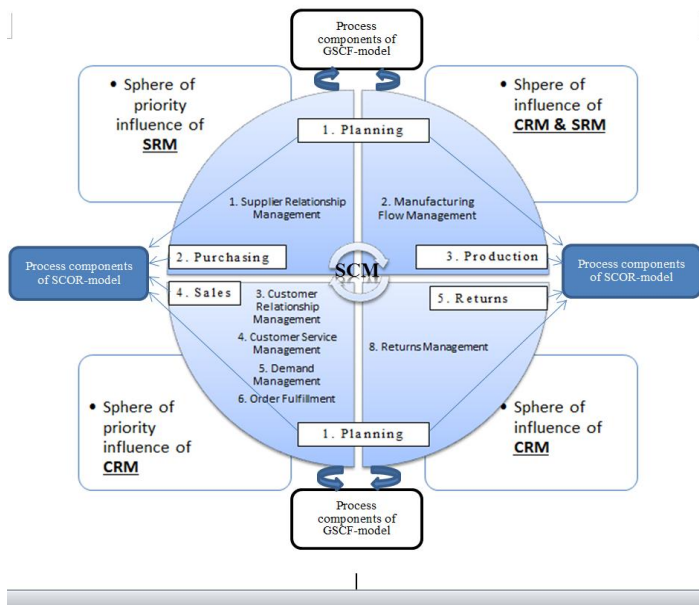 Process
components of
GSCF-model
• Sphere of
priority
influence of
SRM
• Shpere of
influence of
CRM & SRM
1. Planning
1. Supplier Relationship
Management
2. Manufacturing
Flow Management
2. Purchasing
3. Production
SCM
Process components
of SCOR-model
Process components
of SCOR-model
4. Sales
5. Returns
3. Customer
Relationship
Management
4. Customer Service
Management
5. Demand
Management
6. Order Fulfillment
8. Returns Management
1. Planning
• Sphere of
priority
influence of
CRM
• Sphere of
influence of
CRM
Process
components of
GSCF-model